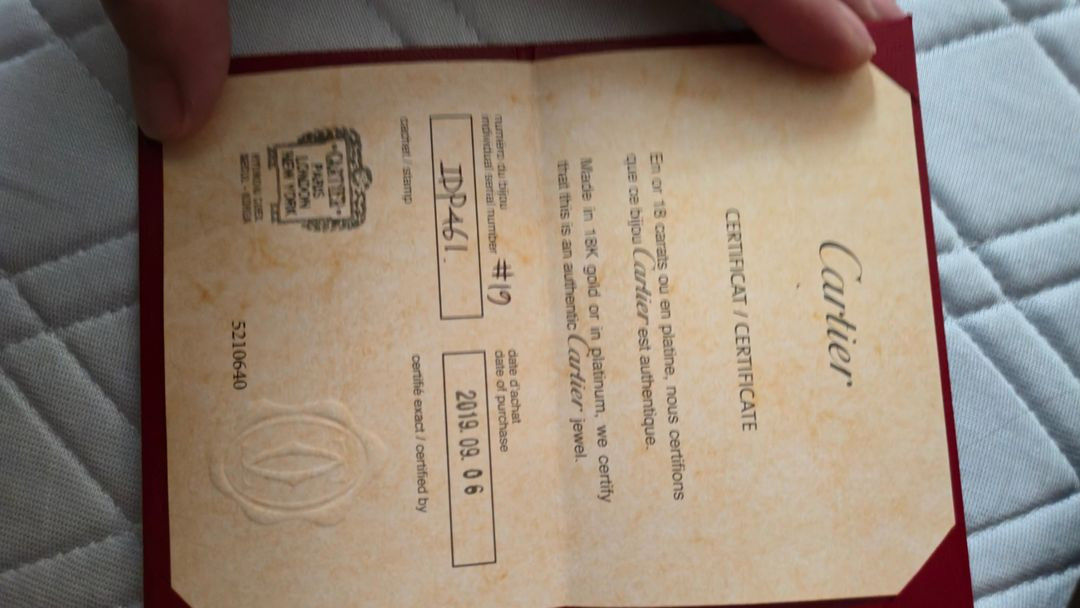 Cartier
CERTIFICAT / CERTIFICATE
En or 18 carats ou en platine, nous certifions
que ce bijou Cartier est authentique.
Made in 18K gold or in platinum, we certify
that this is an authentic Cartier jewel.
numéro du bijou
individual serial number #19
IDP461.
date d'achat
date of purchase
2019.09.06
cachet / stamp
certifié exact / certified by
CARTIER
PARIS
LONDON
NEW YORK
5210640